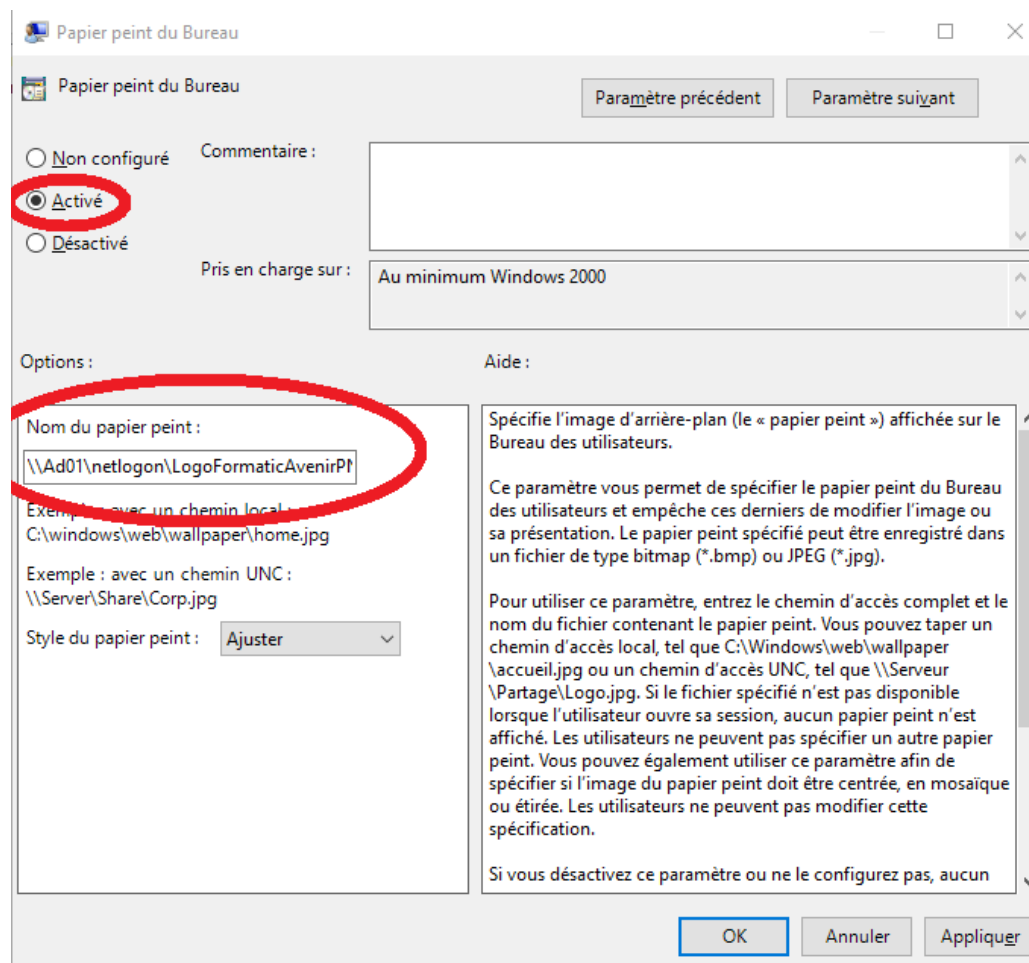 Papier peint du Bureau
Papier peint du Bureau
Paramètre précédent
Paramètre suivant
Non configuré
Commentaire :
Activé
Désactivé
Pris en charge sur :
Au minimum Windows 2000
Options :
Aide :
Nom du papier peint :
\\Ad01\netlogon\LogoFormaticAvenirPN
Exemple : avec un chemin local :
C:\windows\web\wallpaper\home.jpg
Exemple : avec un chemin UNC :
\\Server\Share\Corp.jpg
Style du papier peint :
Ajuster
Spécifie l'image d'arrière-plan (le « papier peint ») affichée sur le
Bureau des utilisateurs.
Ce paramètre vous permet de spécifier le papier peint du Bureau
des utilisateurs et empêche ces derniers de modifier l'image ou
sa présentation. Le papier peint spécifié peut être enregistré dans
un fichier de type bitmap (*.bmp) ou JPEG (*.jpg).
Pour utiliser ce paramètre, entrez le chemin d'accès complet et le
nom du fichier contenant le papier peint. Vous pouvez taper un
chemin d'accès local, tel que C:\Windows\web\wallpaper
\accueil.jpg ou un chemin d'accès UNC, tel que \\Serveur
\Partage\Logo.jpg. Si le fichier spécifié n'est pas disponible
lorsque l'utilisateur ouvre sa session, aucun papier peint n'est
affiché. Les utilisateurs ne peuvent pas spécifier un autre papier
peint. Vous pouvez également utiliser ce paramètre afin de
spécifier si l'image du papier peint doit être centrée, en mosaïque
ou étirée. Les utilisateurs ne peuvent pas modifier cette
spécification.
Si vous désactivez ce paramètre ou ne le configurez pas, aucun
OK
Annuler
Appliquer